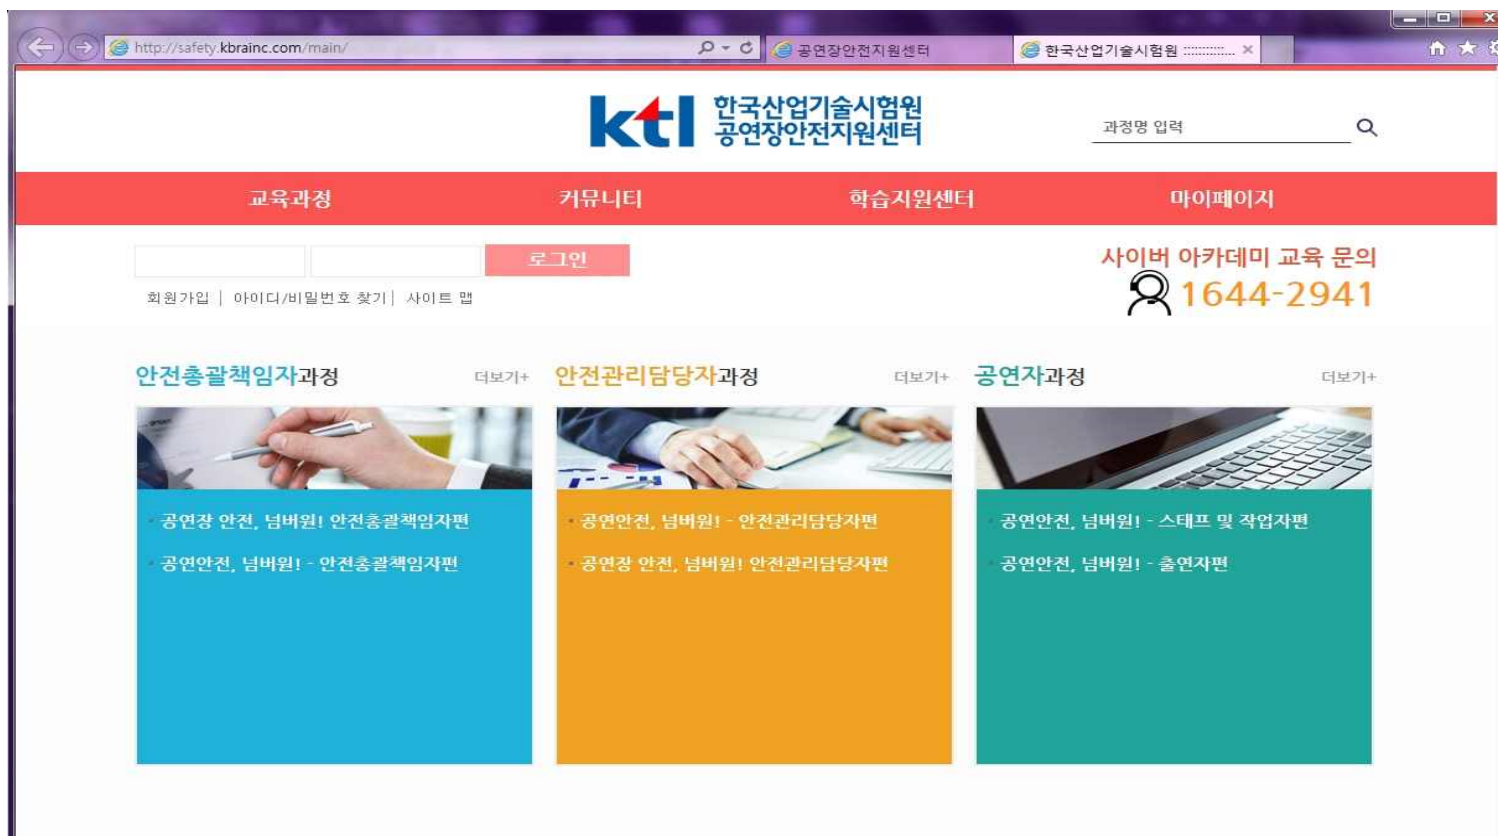 http://safety.kbrainc.com/main/
공연장안전지원센터
한국산업기술시험원 ::::::::::::...
ktl 한국산업기술시험원
공연장안전지원센터
과정명 입력
교육과정 커뮤니티 학습지원센터 마이페이지
로그인
회원가입 | 아이디/비밀번호 찾기 | 사이트 맵
사이버 아카데미 교육 문의
1644-2941
안전총괄책임자과정 더보기+
공연장 안전, 넘버원! 안전총괄책임자편
공연안전, 넘버원! - 안전총괄책임자편
안전관리담당자과정 더보기+
공연안전, 넘버원! - 안전관리담당자편
공연장 안전, 넘버원! 안전관리담당자편
공연자과정 더보기+
공연안전, 넘버원! - 스태프 및 작업자편
공연안전, 넘버원! - 출연자편